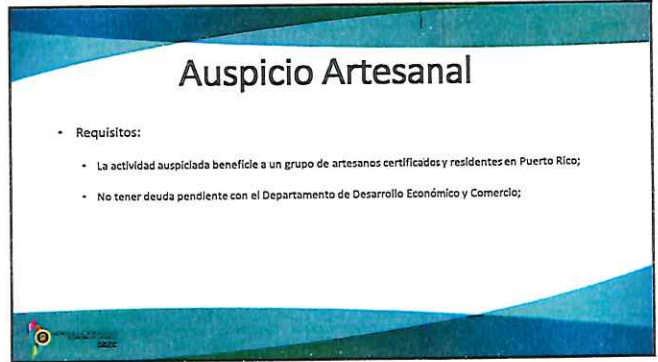 Auspicio Artesanal
• Requisitos:
• La actividad auspiciada beneficie a un grupo de artesanos certificados y residentes en Puerto Rico;
• No tener deuda pendiente con el Departamento de Desarrollo Económico y Comercio;